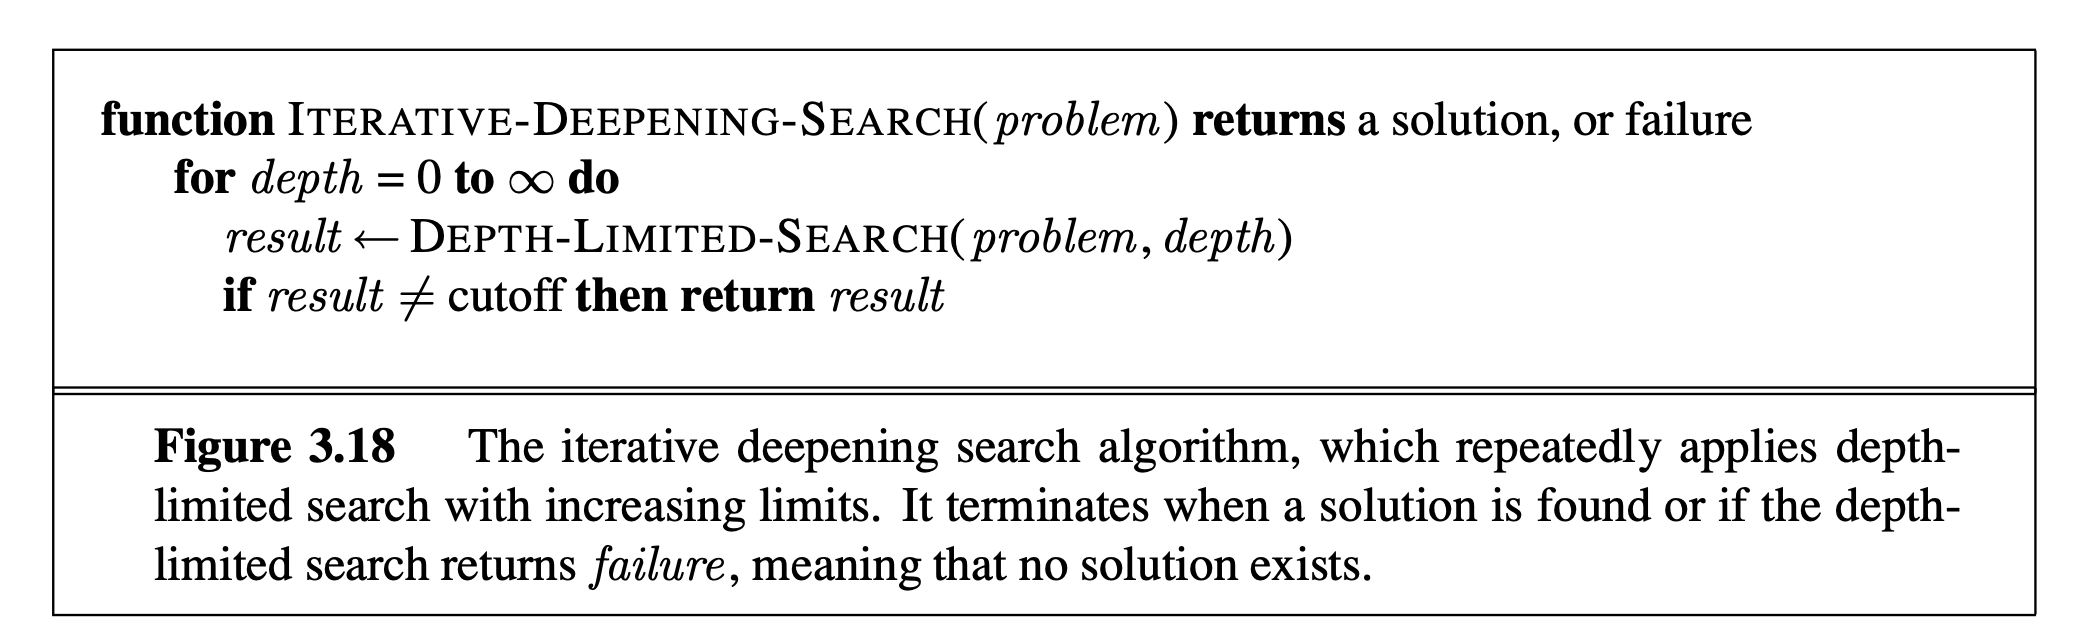 function ITERATIVE-DEEPENING-SEARCH(problem) returns a solution, or failure
for depth = 0 to ∞ do
result ← DEPTH-LIMITED-SEARCH(problem, depth)
if result ≠ cutoff then return result
Figure 3.18 The iterative deepening search algorithm, which repeatedly applies depth-
limited search with increasing limits. It terminates when a solution is found or if the depth-
limited search returns failure, meaning that no solution exists.